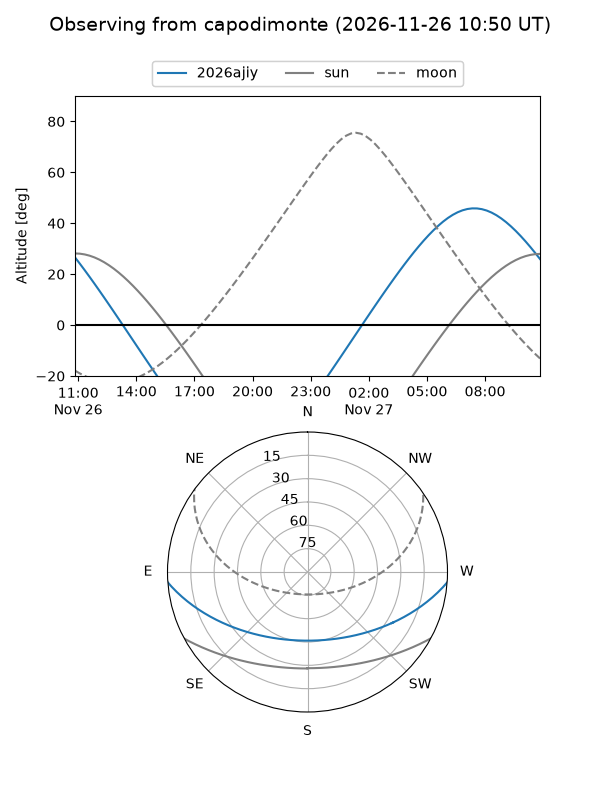 Observing from capodimonte (2026-11-26 10:50 UT)
2026ajiy sun moon
Altitude [deg]
80
60
40
20
0
−20
11:00 14:00 17:00 20:00 23:00 02:00 05:00 08:00
Nov 26 Nov 27
N
NE NW
15
30
45
60
75
E W
SE SW
S